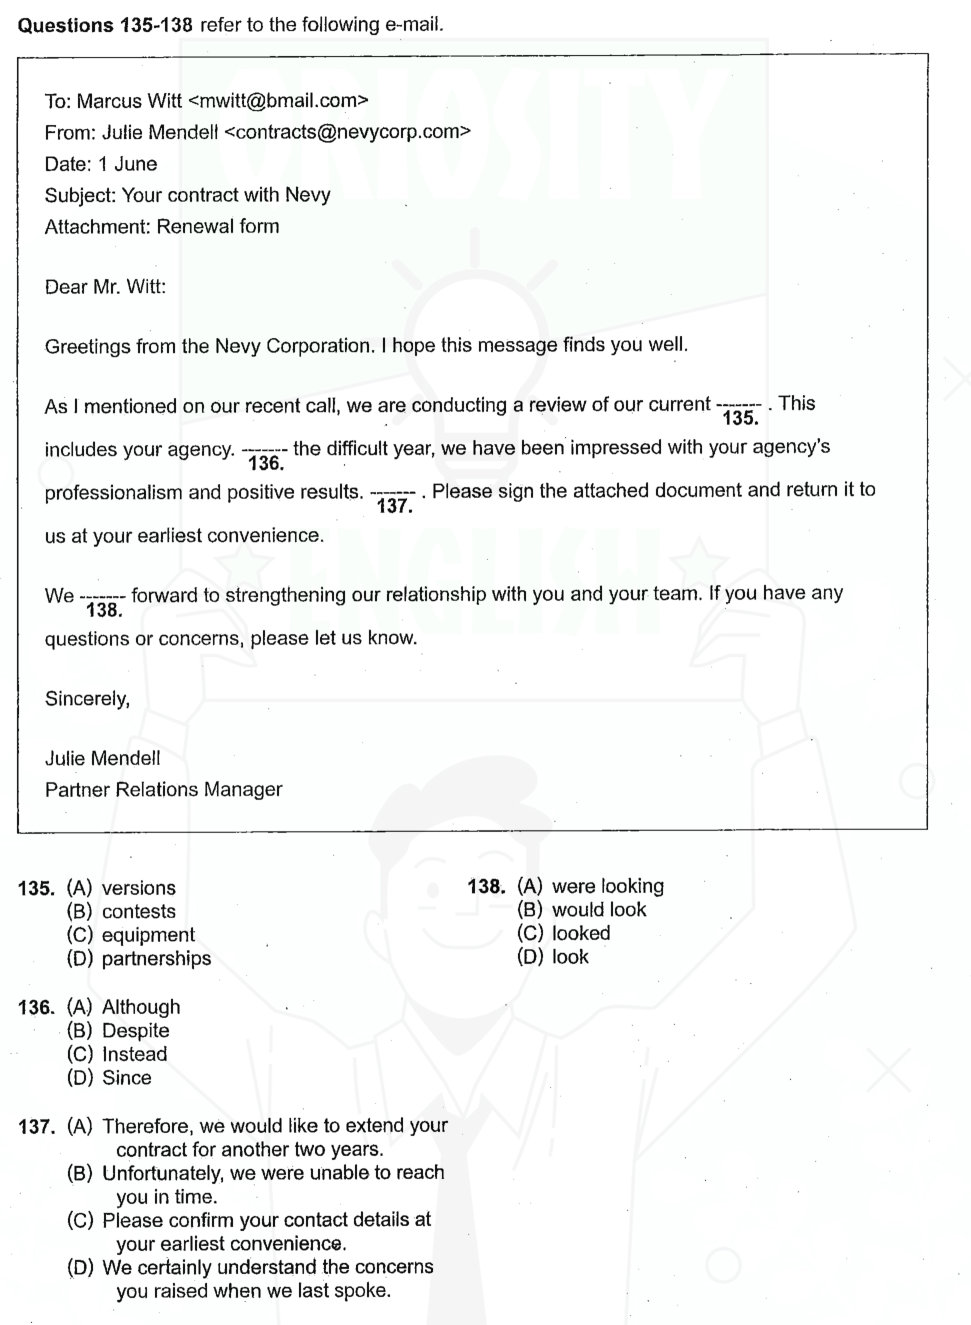 Questions 135-138 refer to the following e-mail.
To: Marcus Witt <mwitt@bmail.com>
From: Julie Mendell <contracts@nevycorp.com>
Date: 1 June
Subject: Your contract with Nevy
Attachment: Renewal form
Dear Mr. Witt:
Greetings from the Nevy Corporation. I hope this message finds you well.
As I mentioned on our recent call, we are conducting a review of our current ------- . This
135.
includes your agency. ------- the difficult year, we have been impressed with your agency's
136.
professionalism and positive results. ------- . Please sign the attached document and return it to
137.
us at your earliest convenience.
We ------- forward to strengthening our relationship with you and your team. If you have any
138.
questions or concerns, please let us know.
Sincerely,
Julie Mendell
Partner Relations Manager
135. (A) versions
(B) contests
(C) equipment
(D) partnerships
136. (A) Although
(B) Despite
(C) Instead
(D) Since
137. (A) Therefore, we would like to extend your
contract for another two years.
(B) Unfortunately, we were unable to reach
you in time.
(C) Please confirm your contact details at
your earliest convenience.
(D) We certainly understand the concerns
you raised when we last spoke.
138. (A) were looking
(B) would look
(C) looked
(D) look
ENGLISH